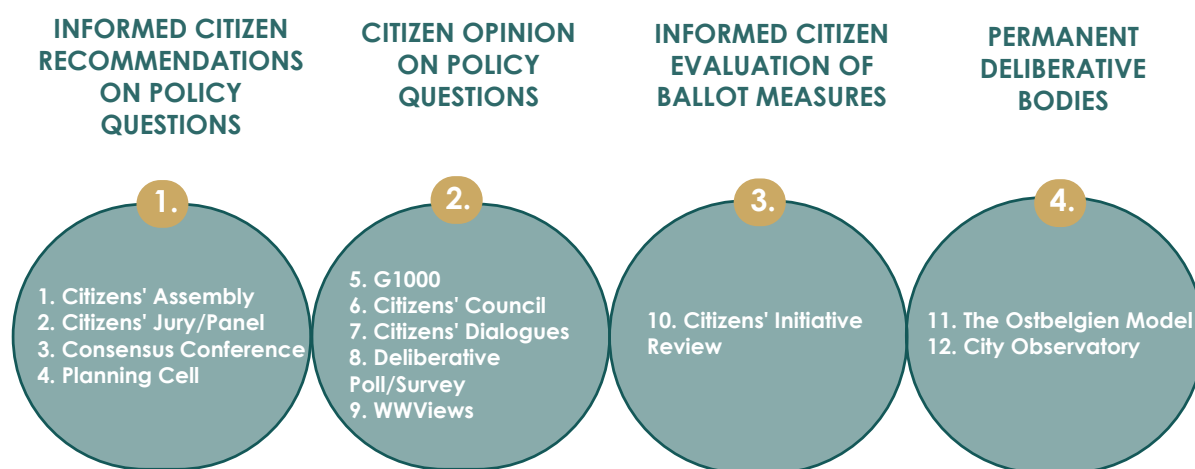 INFORMED CITIZEN
RECOMMENDATIONS
ON POLICY
QUESTIONS
CITIZEN OPINION
ON POLICY
QUESTIONS
INFORMED CITIZEN
EVALUATION OF
BALLOT MEASURES
PERMANENT
DELIBERATIVE
BODIES
1.
1. Citizens' Assembly
2. Citizens' Jury/Panel
3. Consensus Conference
4. Planning Cell
2.
5. G1000
6. Citizens' Council
7. Citizens' Dialogues
8. Deliberative
Poll/Survey
9. WWViews
3.
10. Citizens' Initiative
Review
4.
11. The Ostbelgien Model
12. City Observatory